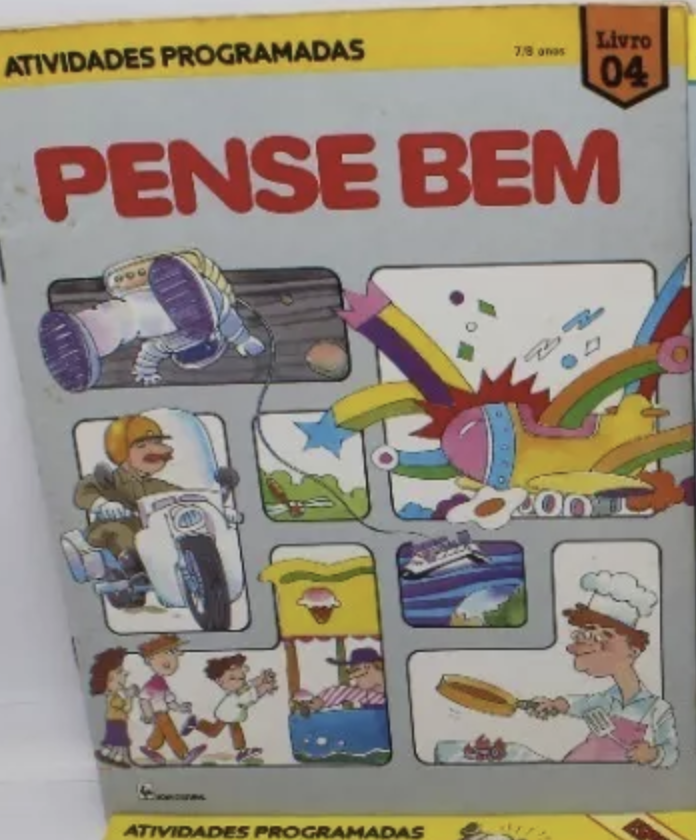 ATIVIDADES PROGRAMADAS
7/8 anos
Livro
04
PENSE BEM
ATIVIDADES PROGRAMADAS